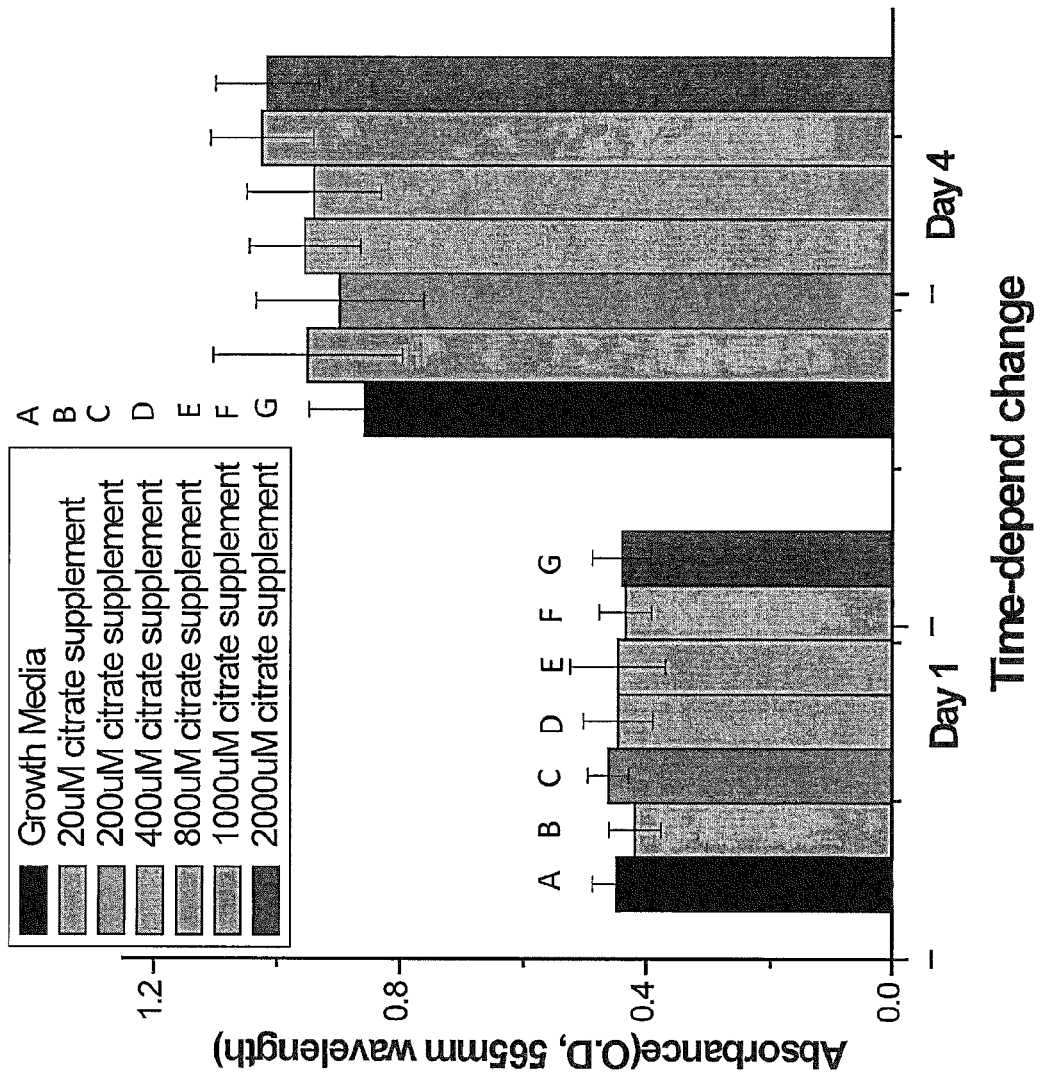 Growth Media A
20uM citrate supplement B
200uM citrate supplement C
400uM citrate supplement D
800uM citrate supplement E
1000uM citrate supplement F
2000uM citrate supplement G
Absorbance(O.D, 565mm wavelength)
1.2
0.8
0.4
0.0
A B C D E F G
Day 1 Day 4
Time-depend change